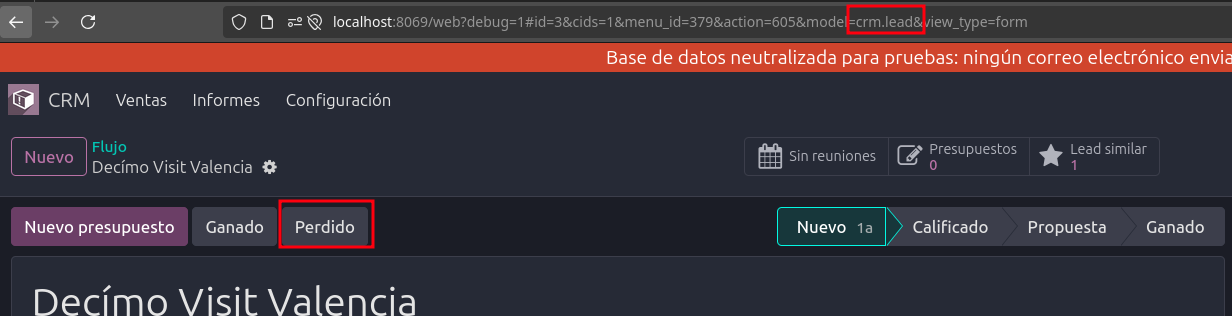 localhost:8069/web?debug=1#id=3&cids=1&menu_id=379&action=605&model=crm.lead&view_type=form
Base de datos neutralizada para pruebas: ningún correo electrónico envia
CRM Ventas Informes Configuración
Nuevo
Flujo
Decímo Visit Valencia
Sin reuniones
Presupuestos
0
Lead similar
1
Nuevo presupuesto Ganado Perdido
Nuevo 1a Calificado Propuesta Ganado
Decímo Visit Valencia